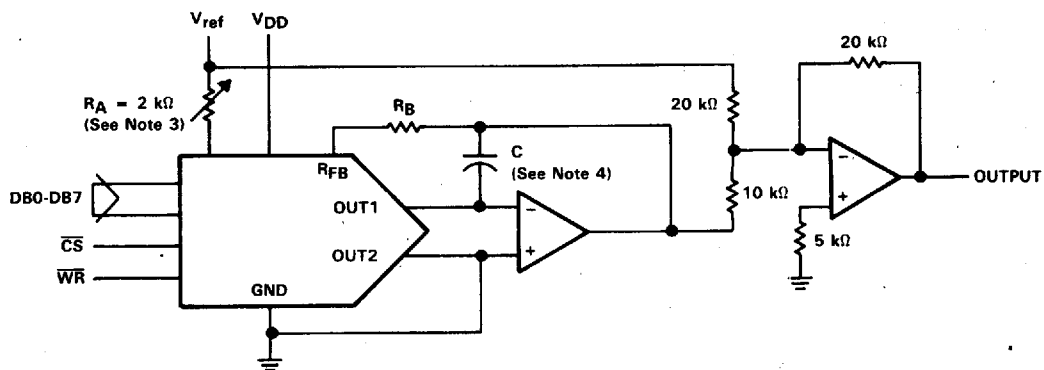 Vref
VDD
20 kΩ
RA = 2 kΩ
(See Note 3)
RB
20 kΩ
RFB
C
(See Note 4)
DB0-DB7
OUT1
-
+
OUT2
-
+
OUTPUT
10 kΩ
5 kΩ
CS
WR
GND